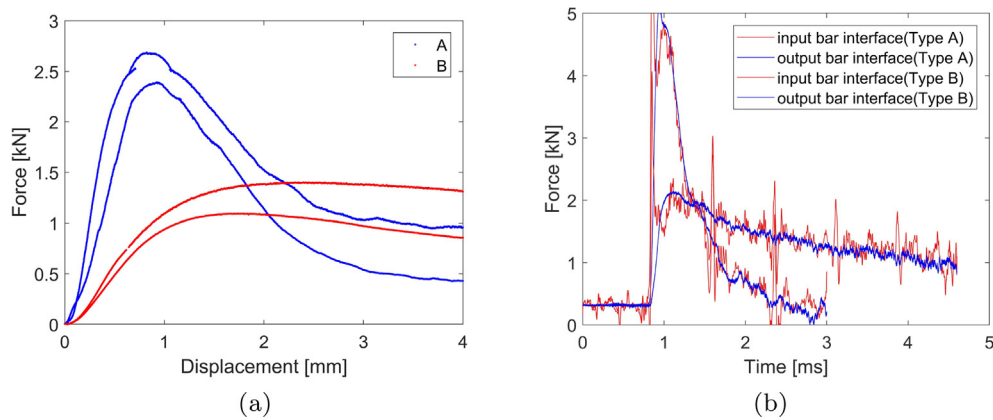 3
2.5
2
1.5
1
0.5
0
0 1 2 3 4
Force [kN]
Displacement [mm]
A
B
(a)
5
4
3
2
1
0
0 1 2 3 4 5
Force [kN]
Time [ms]
input bar interface(Type A)
output bar interface(Type A)
input bar interface(Type B)
output bar interface(Type B)
(b)